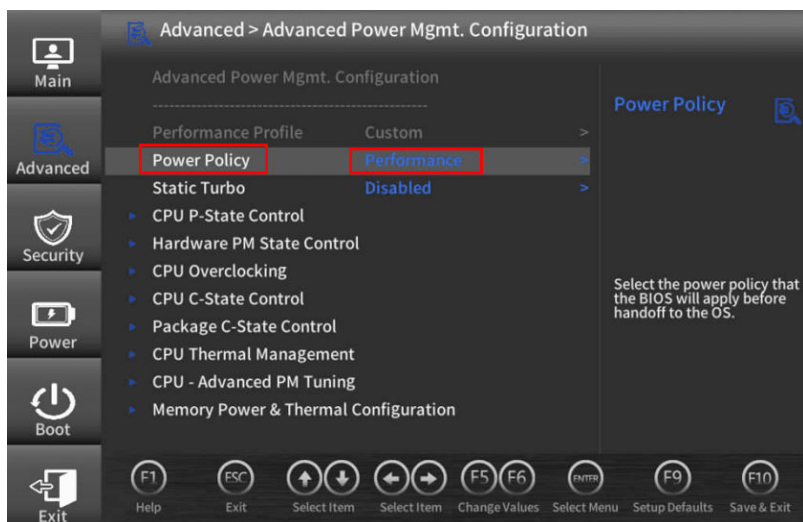 Advanced > Advanced Power Mgmt. Configuration
Main
Advanced
Security
Power
Boot
Exit
Advanced Power Mgmt. Configuration
------------------------------------------------------
Performance Profile Custom >
Power Policy Performance >
Static Turbo Disabled >
CPU P-State Control
Hardware PM State Control
CPU Overclocking
CPU C-State Control
Package C-State Control
CPU Thermal Management
CPU - Advanced PM Tuning
Memory Power & Thermal Configuration
Power Policy
Select the power policy that
the BIOS will apply before
handoff to the OS.
F1 ESC F5 F6 ENTER F9 F10
Help Exit Select Item Select Item Change Values Select Menu Setup Defaults Save & Exit